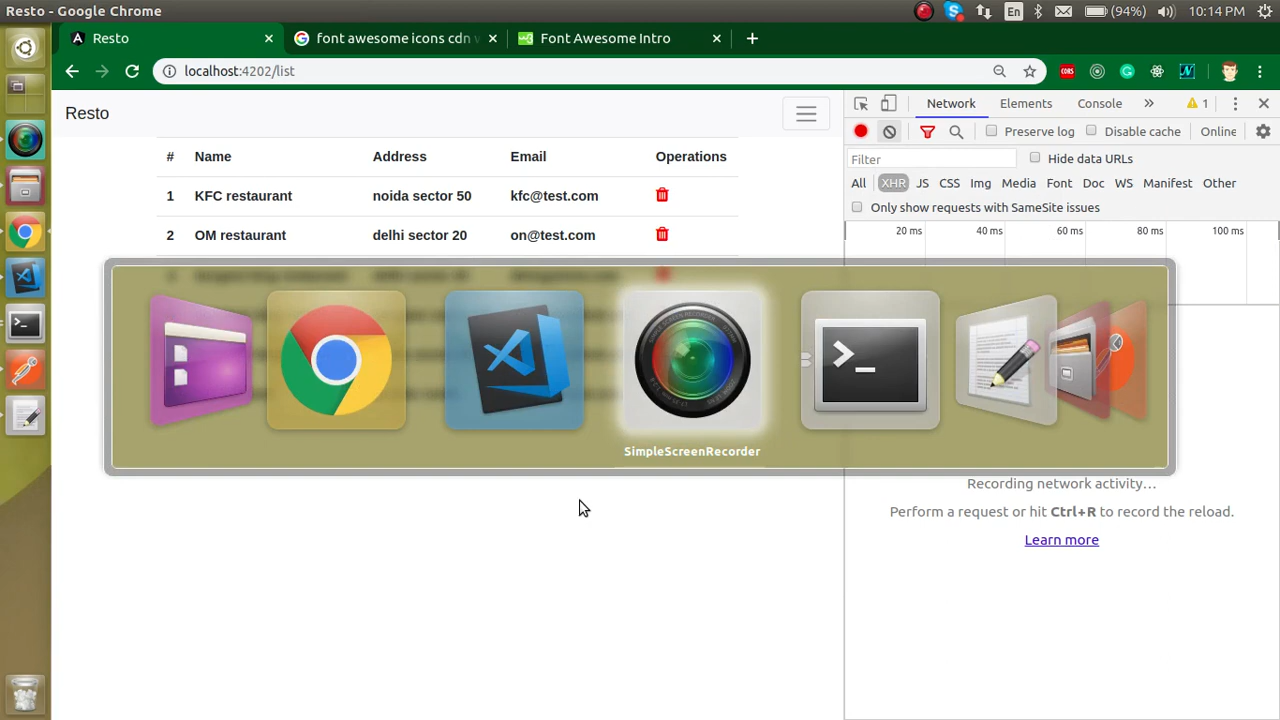 Resto - Google Chrome
En
(94%)
10:14 PM
Resto
font awesome icons cdn
Font Awesome Intro
localhost:4202/list
CORS
N
Resto
Network
Elements
Console
1
Preserve log
Disable cache
Online
Filter
Hide data URLs
All
XHR
JS
CSS
Img
Media
Font
Doc
WS
Manifest
Other
Only show requests with SameSite issues
20 ms
40 ms
60 ms
80 ms
100 ms
# Name Address Email Operations
1 KFC restaurant noida sector 50 kfc@test.com
2 OM restaurant delhi sector 20 on@test.com
SimpleScreenRecorder
Recording network activity…
Perform a request or hit Ctrl+R to record the reload.
Learn more